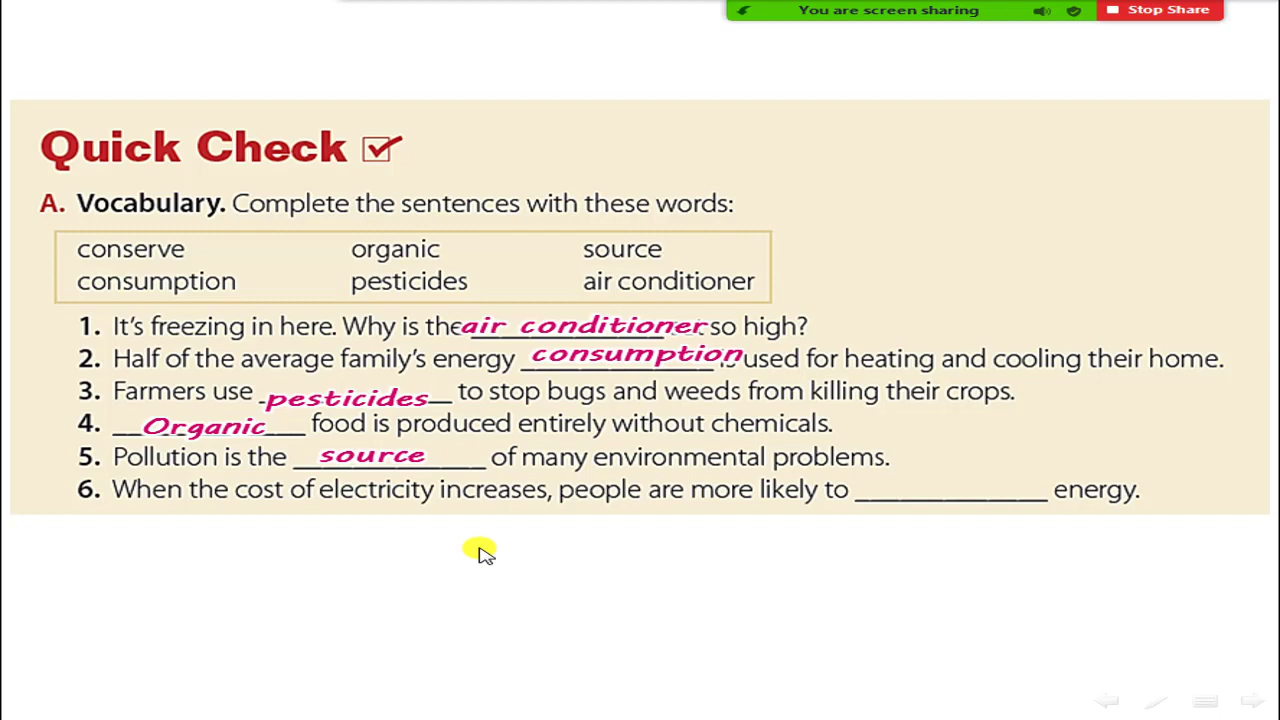 You are screen sharing
Stop Share
Quick Check
A. Vocabulary. Complete the sentences with these words:
conserve organic source
consumption pesticides air conditioner
1. It's freezing in here. Why is the air conditioner so high?
2. Half of the average family's energy consumption is used for heating and cooling their home.
3. Farmers use pesticides to stop bugs and weeds from killing their crops.
4. Organic food is produced entirely without chemicals.
5. Pollution is the source of many environmental problems.
6. When the cost of electricity increases, people are more likely to ______________ energy.